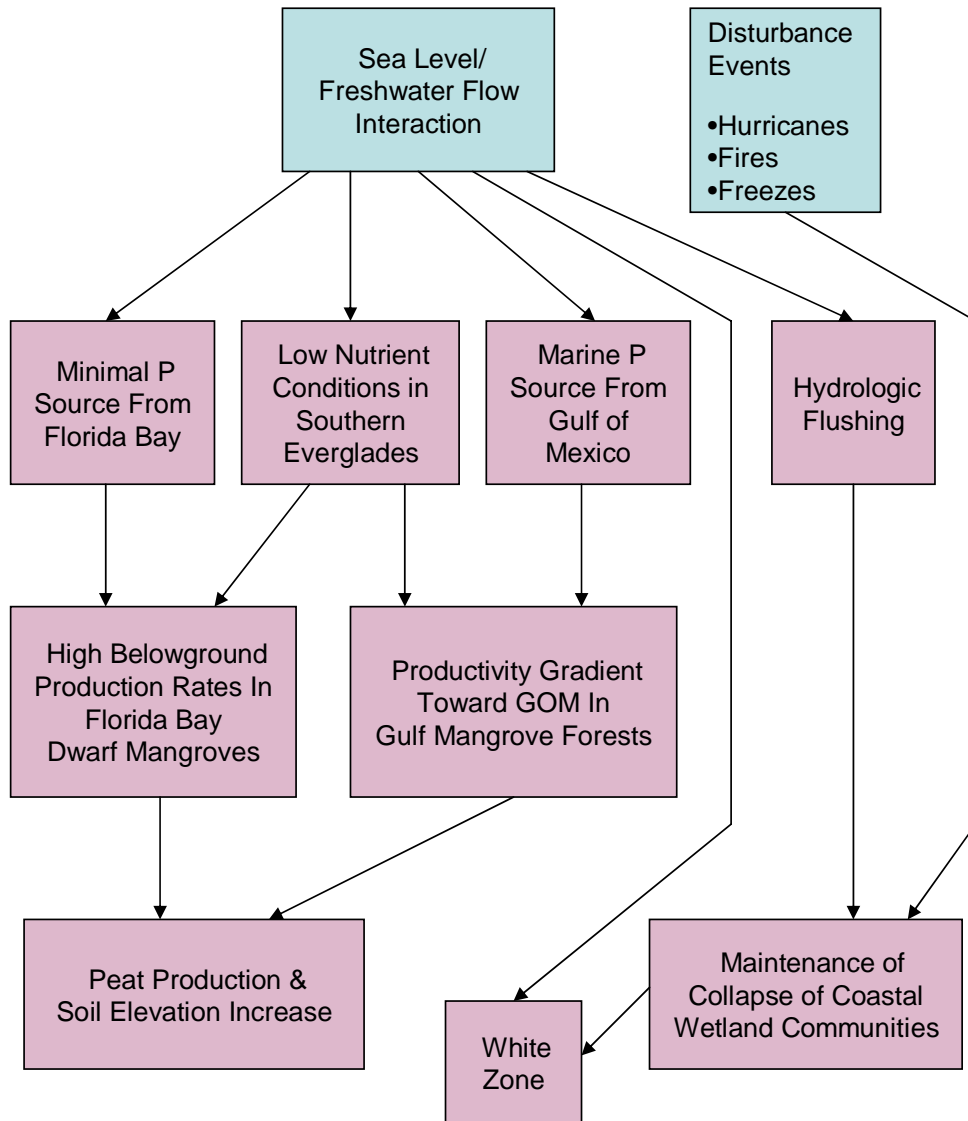 Sea Level/
Freshwater Flow
Interaction
Disturbance
Events
•Hurricanes
•Fires
•Freezes
Minimal P
Source From
Florida Bay
Low Nutrient
Conditions in
Southern
Everglades
Marine P
Source From
Gulf of
Mexico
Hydrologic
Flushing
High Belowground
Production Rates In
Florida Bay
Dwarf Mangroves
Productivity Gradient
Toward GOM In
Gulf Mangrove Forests
Peat Production &
Soil Elevation Increase
White
Zone
Maintenance of
Collapse of Coastal
Wetland Communities